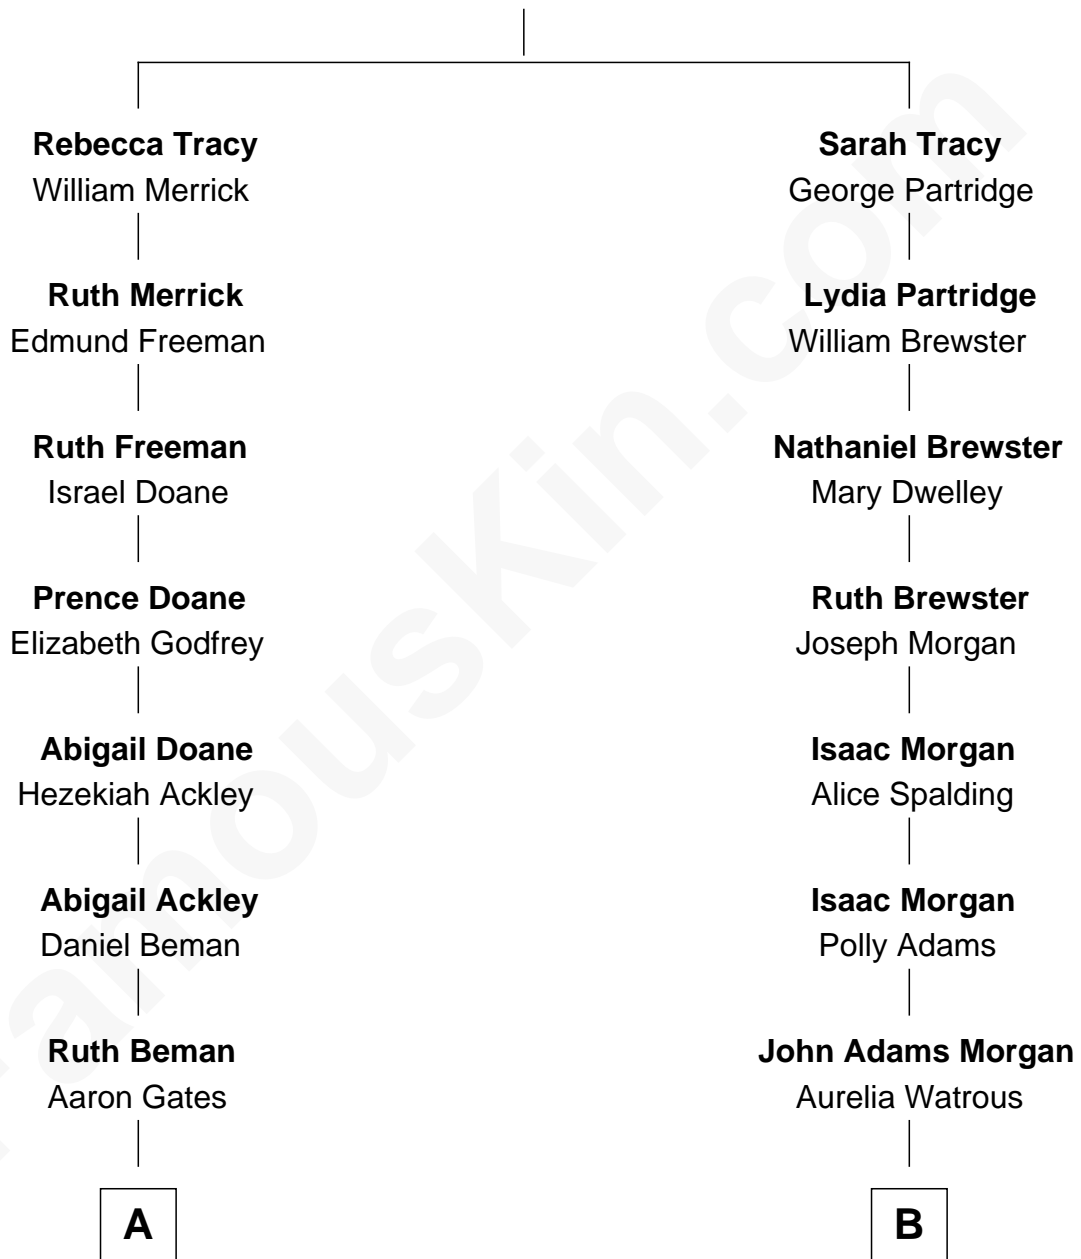 Rebecca Tracy
William Merrick
Ruth Merrick
Edmund Freeman
Ruth Freeman
Israel Doane
Prence Doane
Elizabeth Godfrey
Abigail Doane
Hezekiah Ackley
Abigail Ackley
Daniel Beman
Ruth Beman
Aaron Gates
A
Sarah Tracy
George Partridge
Lydia Partridge
William Brewster
Nathaniel Brewster
Mary Dwelley
Ruth Brewster
Joseph Morgan
Isaac Morgan
Alice Spalding
Isaac Morgan
Polly Adams
John Adams Morgan
Aurelia Watrous
B
FamousKin.com